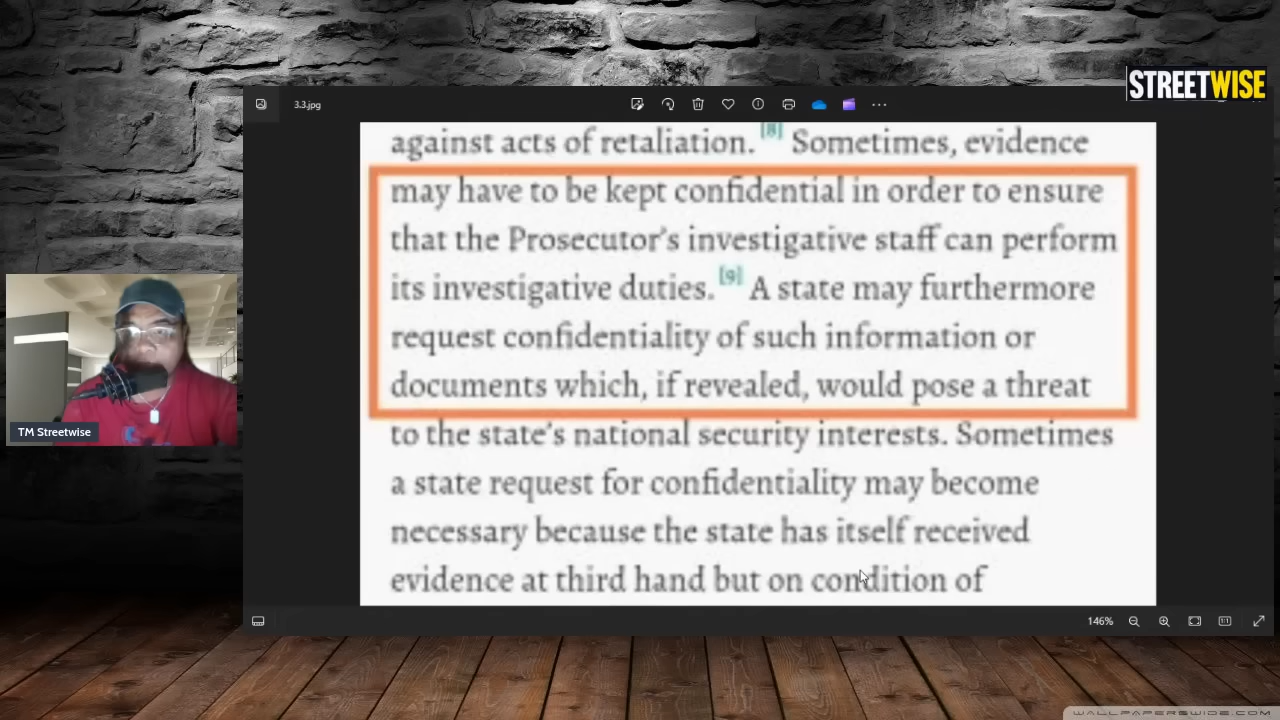 STREETWISE
3.3.jpg
against acts of retaliation. [8] Sometimes, evidence
may have to be kept confidential in order to ensure
that the Prosecutor's investigative staff can perform
its investigative duties. [9] A state may furthermore
request confidentiality of such information or
documents which, if revealed, would pose a threat
to the state's national security interests. Sometimes
a state request for confidentiality may become
necessary because the state has itself received
evidence at third hand but on condition of
TM Streetwise
146%
1:1
WALLPAPERSWIDE.COM